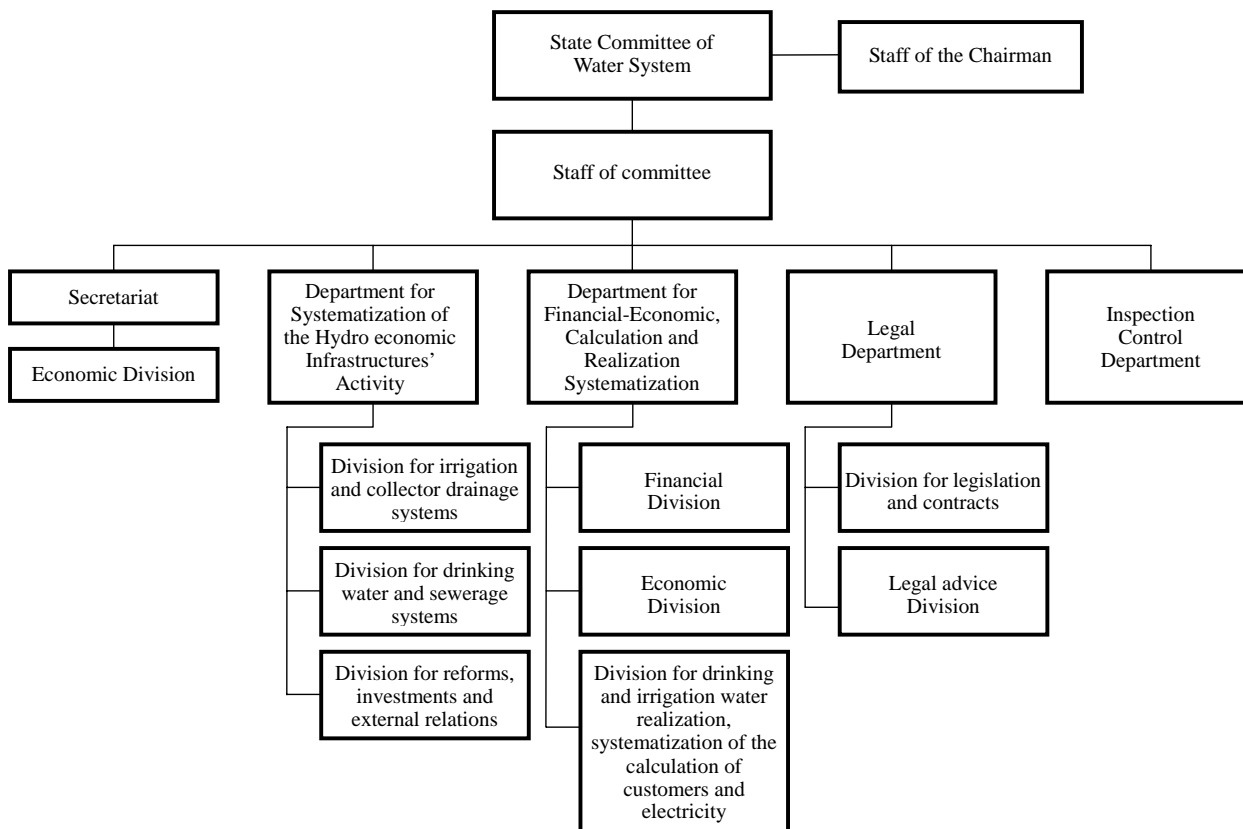 State Committee of
Water System
Staff of the Chairman
Staff of committee
Secretariat
Economic Division
Department for
Systematization of
the Hydro economic
Infrastructures’
Activity
Department for
Financial-Economic,
Calculation and
Realization
Systematization
Legal
Department
Inspection
Control
Department
Division for irrigation
and collector drainage
systems
Division for drinking
water and sewerage
systems
Division for reforms,
investments and
external relations
Financial
Division
Economic
Division
Division for drinking
and irrigation water
realization,
systematization of the
calculation of
customers and
electricity
Division for legislation
and contracts
Legal advice
Division